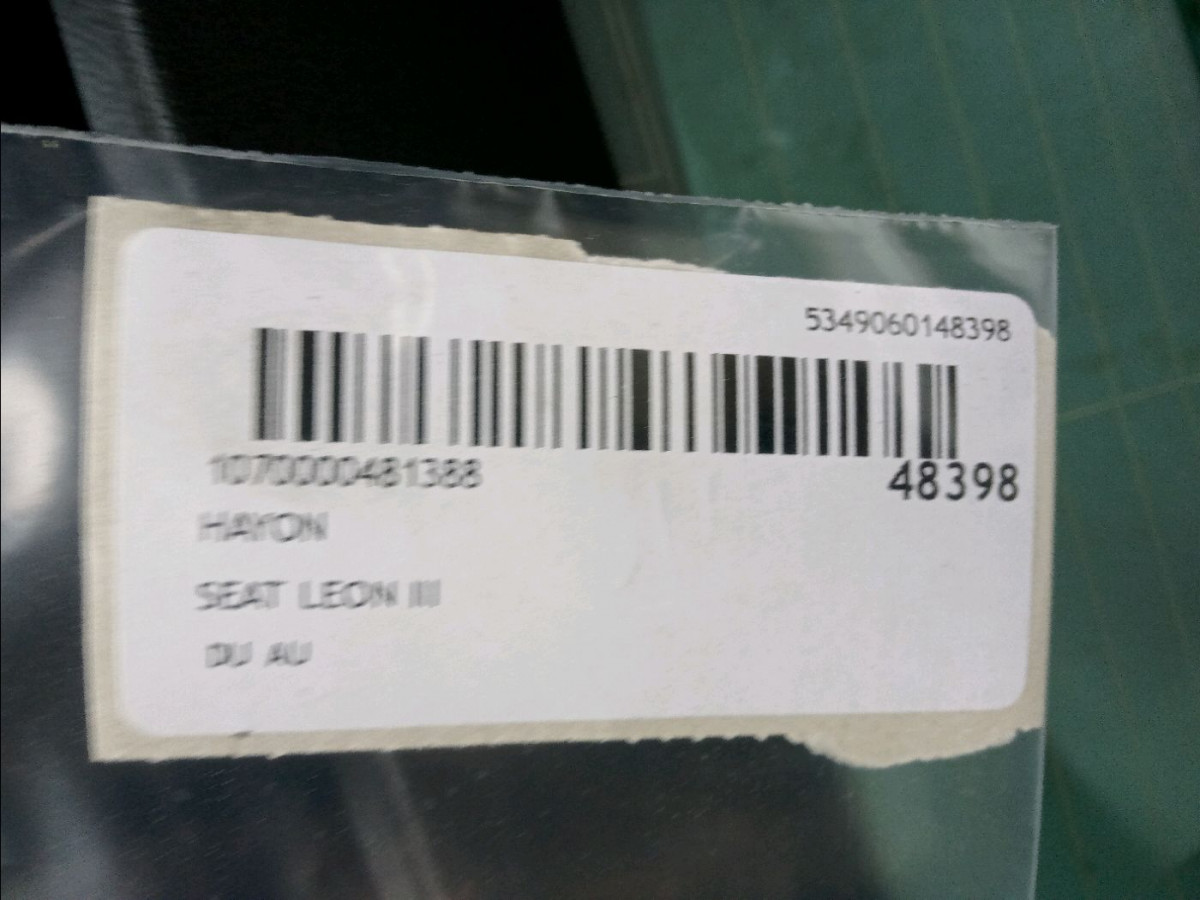 5349060148398
1070000481388
48398
HAYON
SEAT LEON III
DU AU